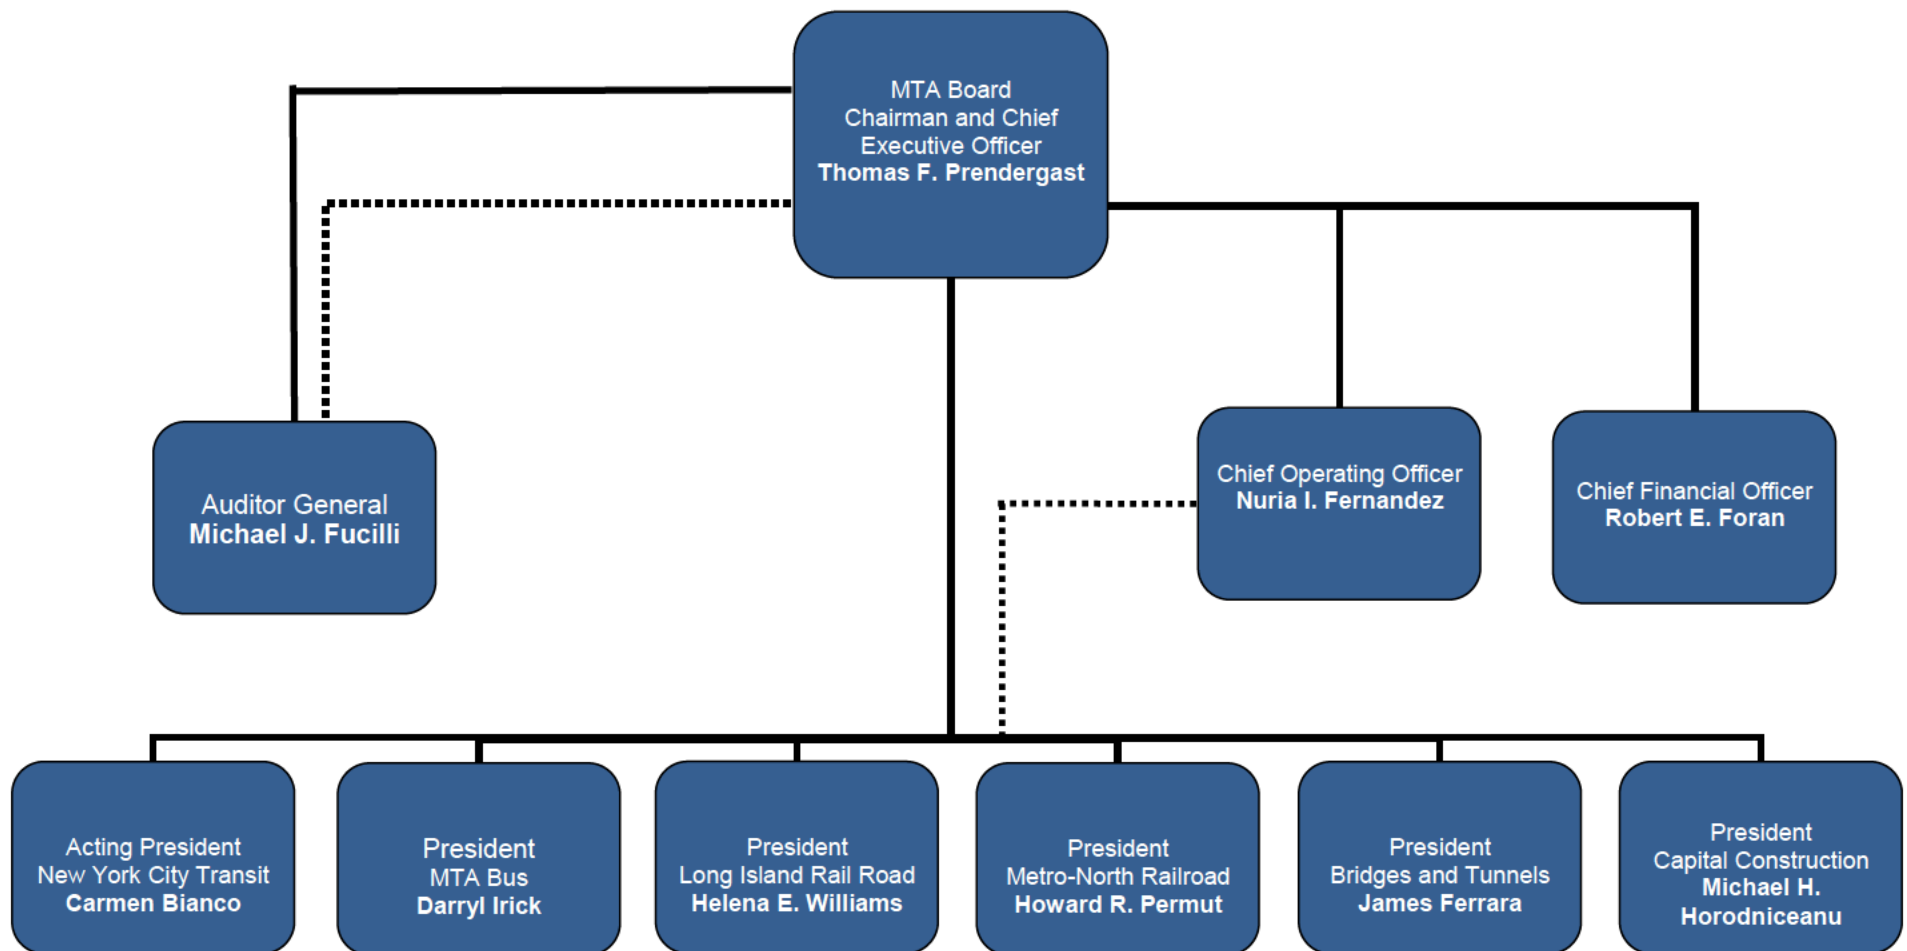 MTA Board
Chairman and Chief
Executive Officer
Thomas F. Prendergast
Auditor General
Michael J. Fucilli
Chief Operating Officer
Nuria I. Fernandez
Chief Financial Officer
Robert E. Foran
Acting President
New York City Transit
Carmen Bianco
President
MTA Bus
Darryl Irick
President
Long Island Rail Road
Helena E. Williams
President
Metro-North Railroad
Howard R. Permut
President
Bridges and Tunnels
James Ferrara
President
Capital Construction
Michael H.
Horodniceanu